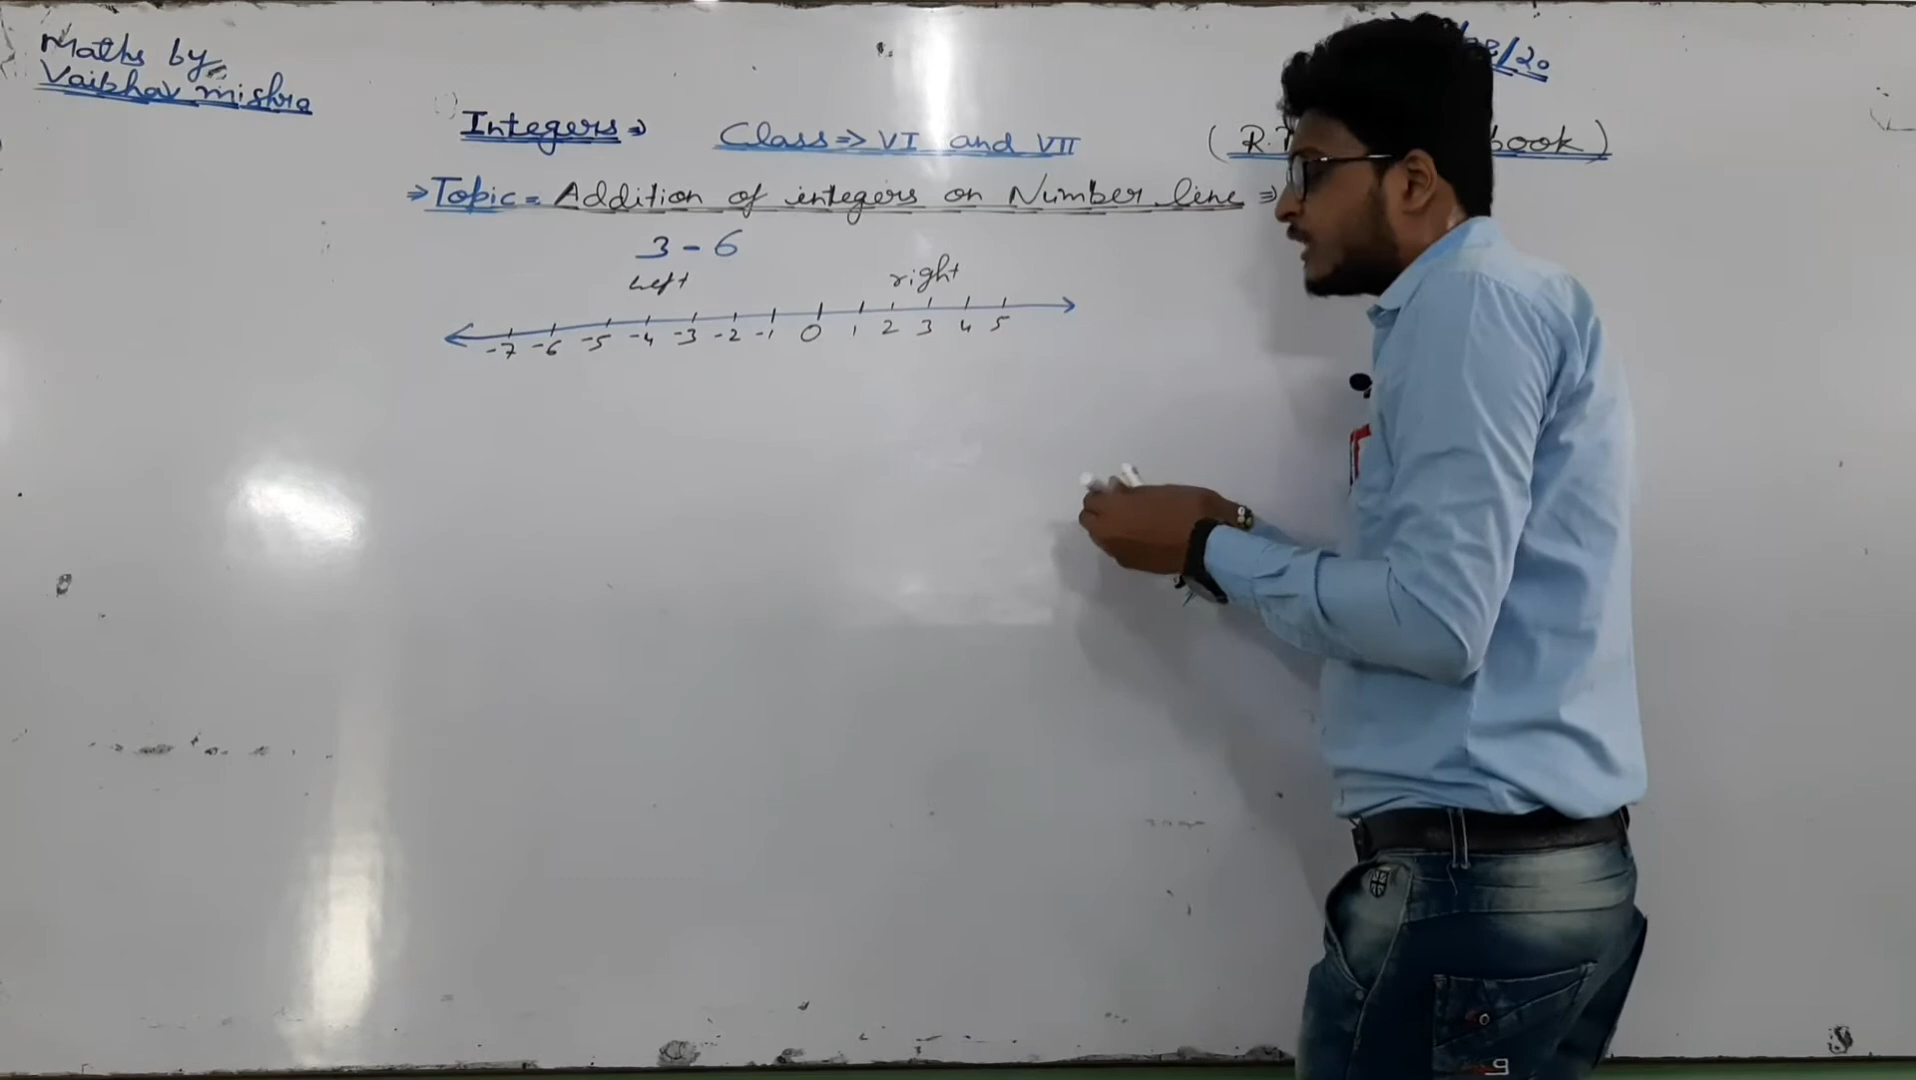 Maths by
Vaibhav mishra
/20
Integers ⇒ Class ⇒ VI and VII (R. book)
⇒ Topic = Addition of integers on Number line ⇒
3 - 6
Left right
-7 -6 -5 -4 -3 -2 -1 0 1 2 3 4 5